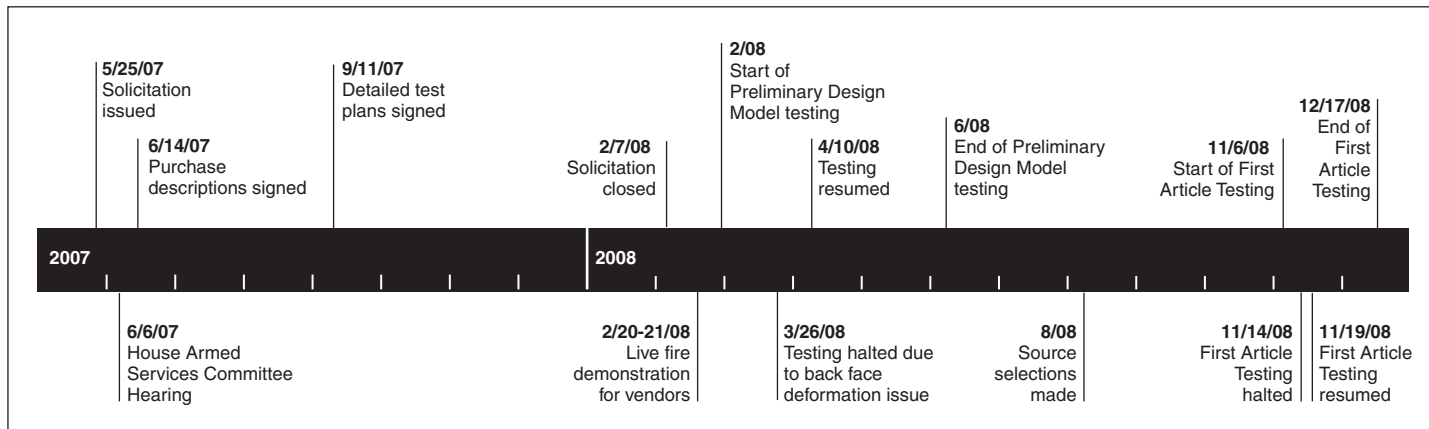 5/25/07
Solicitation
issued
6/14/07
Purchase
descriptions signed
9/11/07
Detailed test
plans signed
2/7/08
Solicitation
closed
2/08
Start of
Preliminary Design
Model testing
4/10/08
Testing
resumed
6/08
End of Preliminary
Design Model
testing
11/6/08
Start of First
Article Testing
12/17/08
End of
First
Article
Testing
2007
2008
6/6/07
House Armed
Services Committee
Hearing
2/20-21/08
Live fire
demonstration
for vendors
3/26/08
Testing halted due
to back face
deformation issue
8/08
Source
selections
made
11/14/08
First Article
Testing
halted
11/19/08
First Article
Testing
resumed